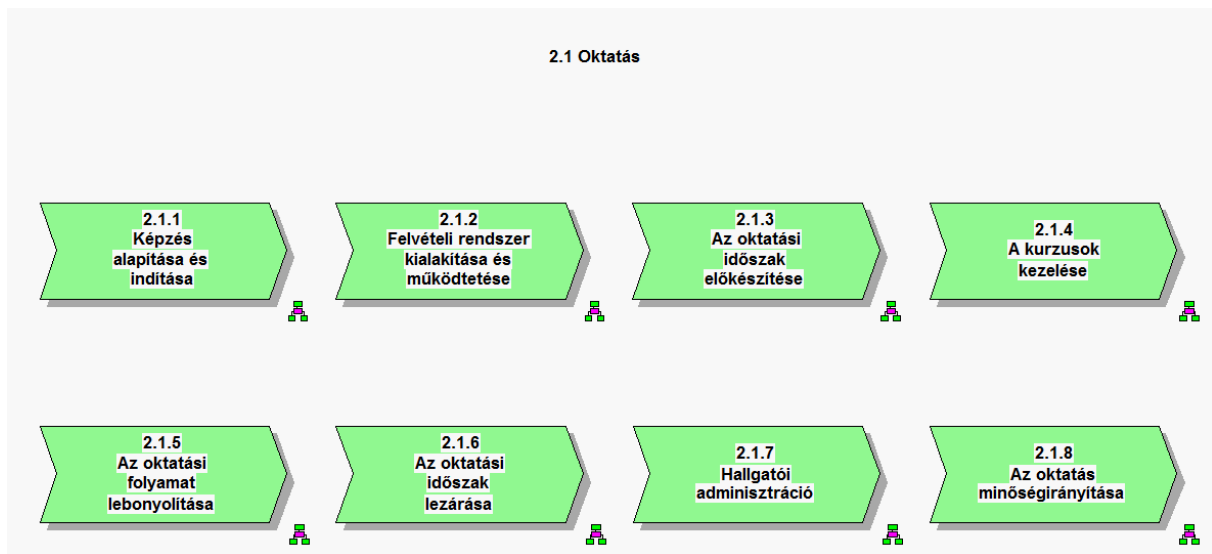 2.1 Oktatás
2.1.1
Képzés
alapítása és
indítása
2.1.2
Felvételi rendszer
kialakítása és
működtetése
2.1.3
Az oktatási
időszak
előkészítése
2.1.4
A kurzusok
kezelése
2.1.5
Az oktatási
folyamat
lebonyolítása
2.1.6
Az oktatási
időszak
lezárása
2.1.7
Hallgatói
adminisztráció
2.1.8
Az oktatás
minőségirányítása